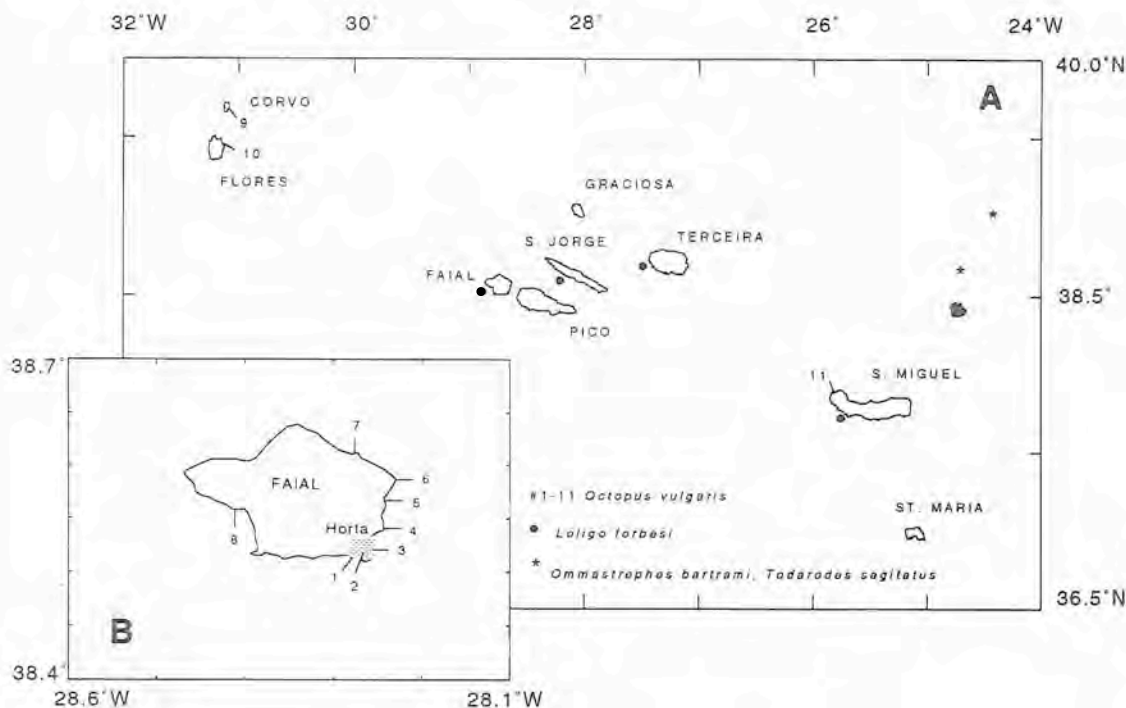 32°W 30° 28° 26° 24°W
40.0°N
A
CORVO
9
10
FLORES
GRACIOSA
S. JORGE
TERCEIRA
FAIAL
38.5°
PICO
38.7°
11 S. MIGUEL
7
FAIAL
6
5
#1-11 Octopus vulgaris
ST. MARIA
Horta
4
8
3
Loligo forbesi
1
2
Ommastrephes bartrami, Todarodes sagitatus
36.5°N
B
38.4°
28.6°W 28.1°W